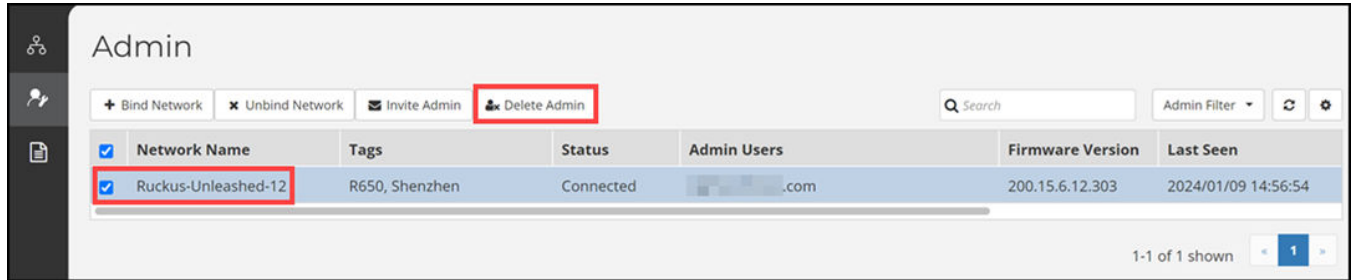 Admin
Bind Network Unbind Network Invite Admin Delete Admin Search Admin Filter
Network Name Tags Status Admin Users Firmware Version Last Seen
Ruckus-Unleashed-12 R650, Shenzhen Connected .com 200.15.6.12.303 2024/01/09 14:56:54
1-1 of 1 shown « 1 »